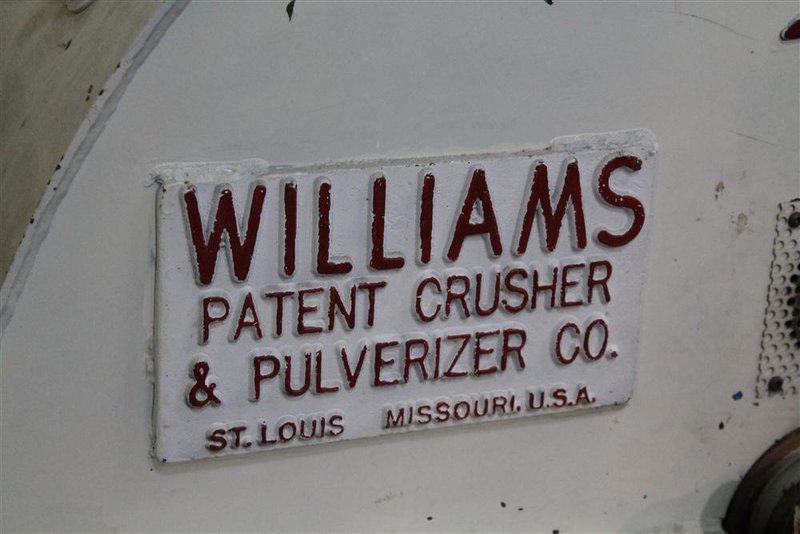 WILLIAMS
PATENT CRUSHER
& PULVERIZER CO.
ST. LOUIS MISSOURI. U.S.A.